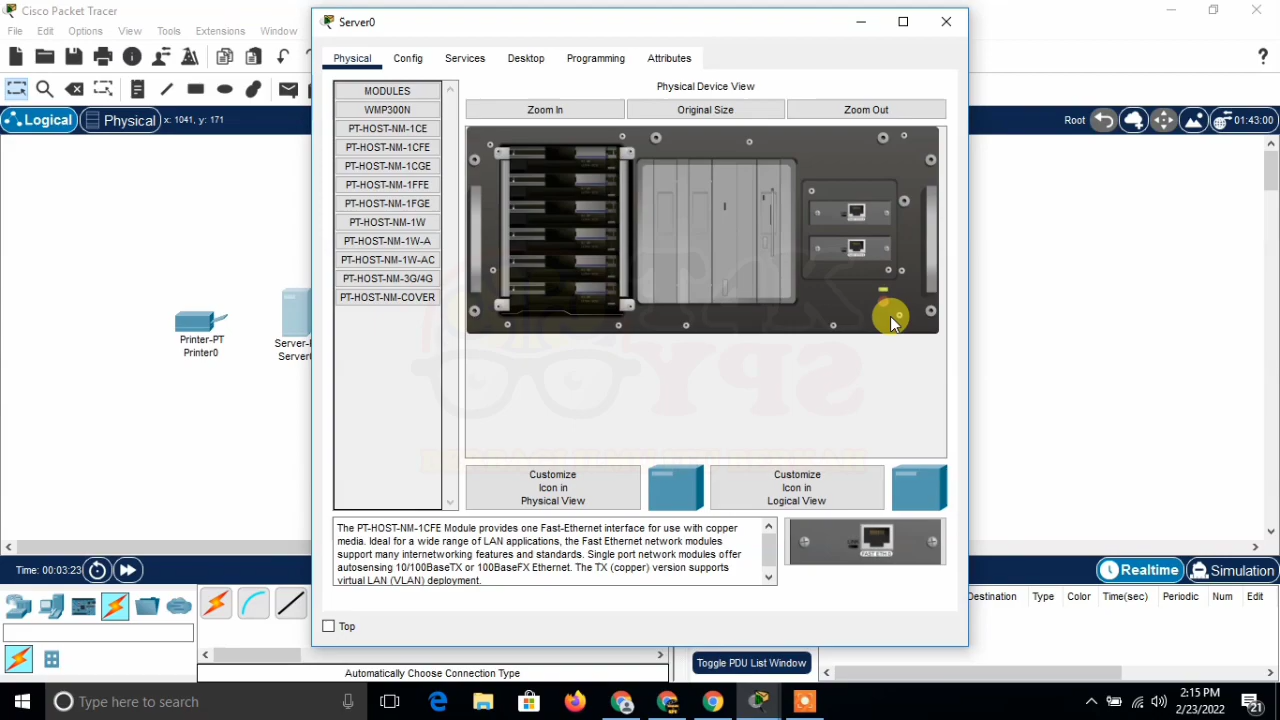 Cisco Packet Tracer
File Edit Options View Tools Extensions Window
Logical Physical x: 1041, y: 171
Root 01:43:00
Printer-PT
Printer0
Server-P
Server0
Server0
Physical Config Services Desktop Programming Attributes
MODULES
WMP300N
PT-HOST-NM-1CE
PT-HOST-NM-1CFE
PT-HOST-NM-1CGE
PT-HOST-NM-1FFE
PT-HOST-NM-1FGE
PT-HOST-NM-1W
PT-HOST-NM-1W-A
PT-HOST-NM-1W-AC
PT-HOST-NM-3G/4G
PT-HOST-NM-COVER
Physical Device View
Zoom In Original Size Zoom Out
Customize
Icon in
Physical View
Customize
Icon in
Logical View
The PT-HOST-NM-1CFE Module provides one Fast-Ethernet interface for use with copper
media. Ideal for a wide range of LAN applications, the Fast Ethernet network modules
support many internetworking features and standards. Single port network modules offer
autosensing 10/100BaseTX or 100BaseFX Ethernet. The TX (copper) version supports
virtual LAN (VLAN) deployment.
FAST ETH 0
Top
Time: 00:03:23
Realtime Simulation
Destination Type Color Time(sec) Periodic Num Edit
Automatically Choose Connection Type
Toggle PDU List Window
Type here to search
2:15 PM
2/23/2022
21